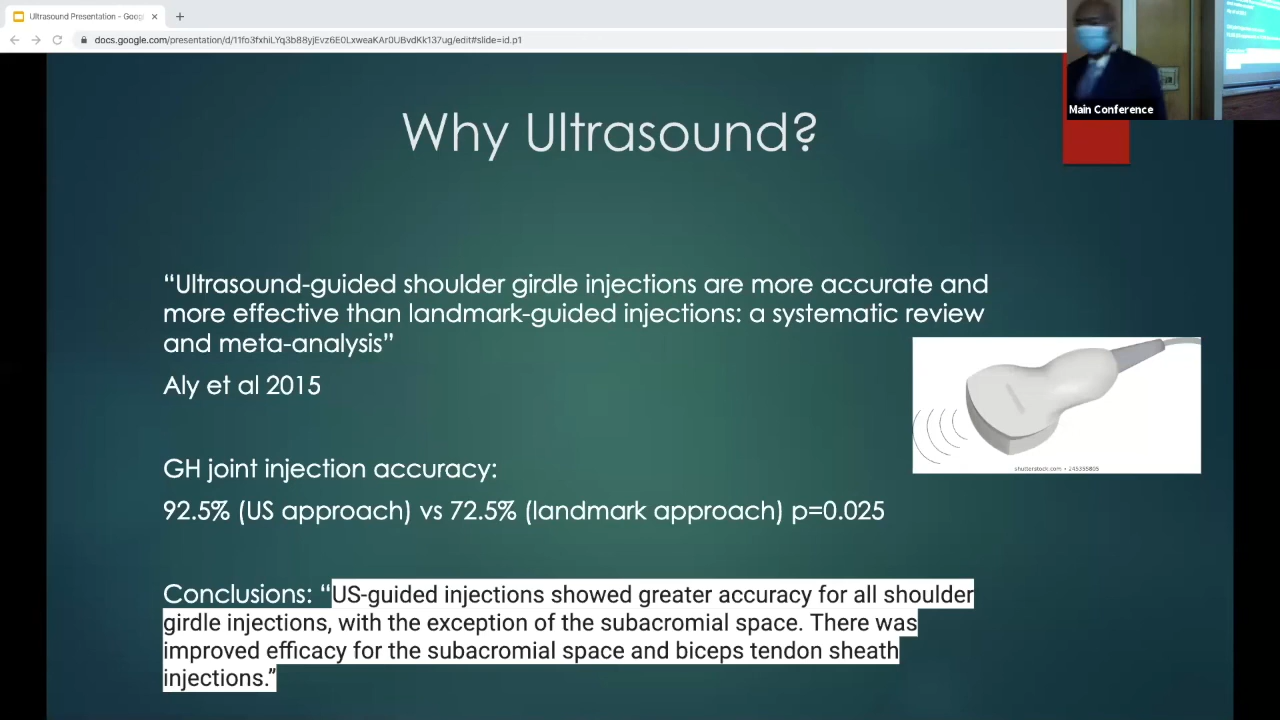 Ultrasound Presentation - Goog
docs.google.com/presentation/d/11fo3fxhiLYq3b88yjEvz6E0LxweaKAr0UBvdKk137ug/edit#slide=id.p1
Main Conference
Why Ultrasound?
“Ultrasound-guided shoulder girdle injections are more accurate and
more effective than landmark-guided injections: a systematic review
and meta-analysis”
Aly et al 2015
GH joint injection accuracy:
92.5% (US approach) vs 72.5% (landmark approach) p=0.025
shutterstock.com • 245355805
Conclusions: “US-guided injections showed greater accuracy for all shoulder
girdle injections, with the exception of the subacromial space. There was
improved efficacy for the subacromial space and biceps tendon sheath
injections.”